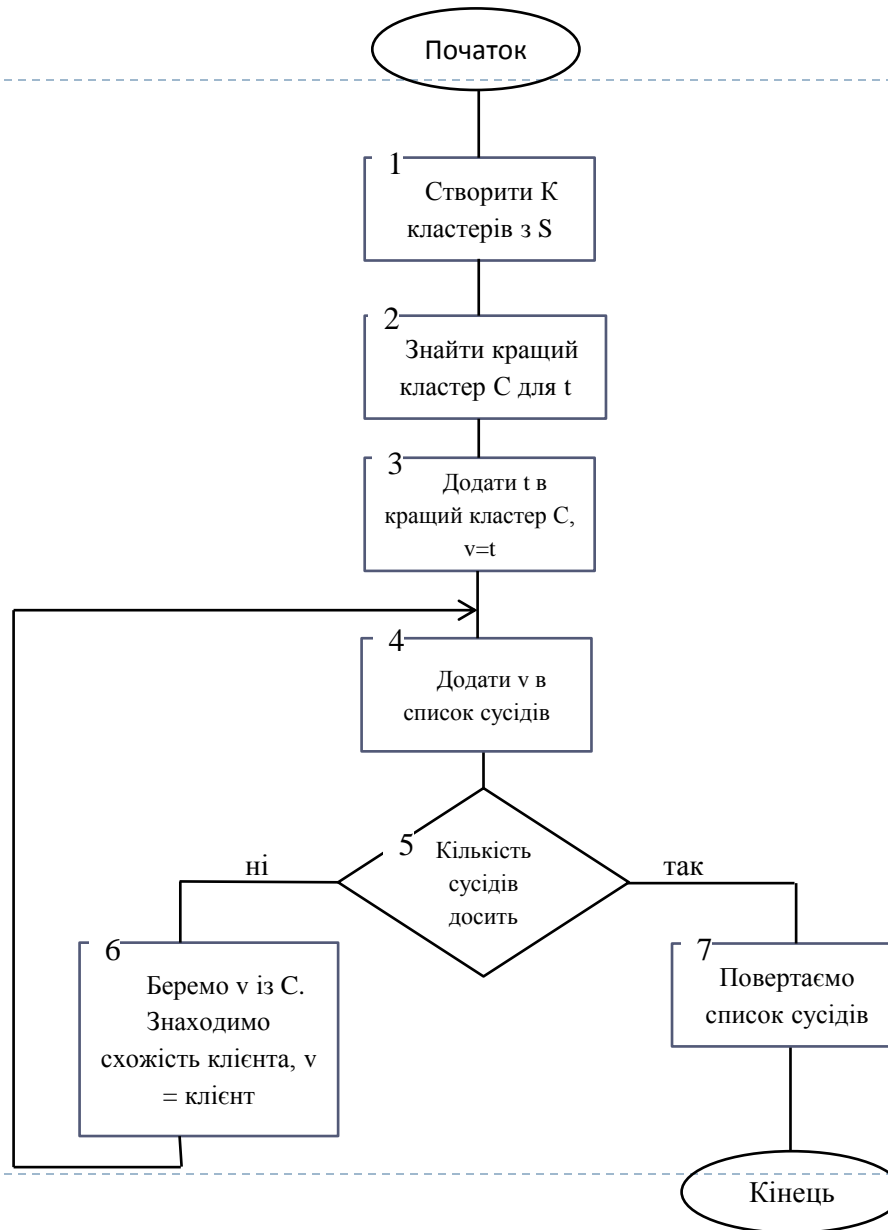 Початок
1
Створити К
кластерів з S
2
Знайти кращий
кластер С для t
3
Додати t в
кращий кластер С,
v=t
4
Додати v в
список сусідів
5
Кількість
сусідів
досить
ні
так
6
Беремо v із С.
Знаходимо
схожість клієнта, v
= клієнт
7
Повертаємо
список сусідів
Кінець